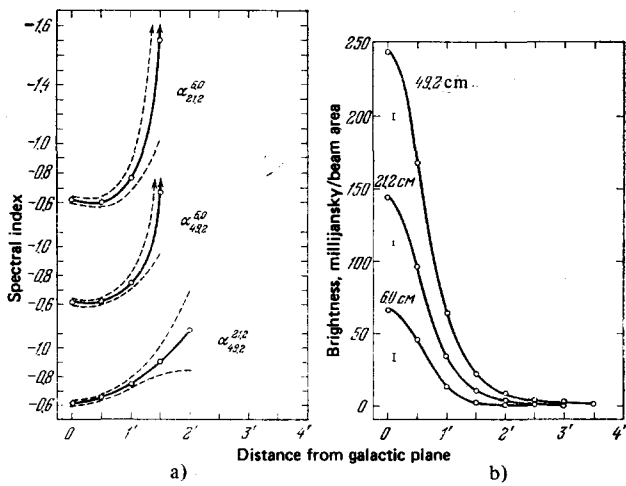 Spectral index
-1,6
-1,4
-1,0
-0,8
-0,6
-1,0
-0,8
-0,6
-1,0
-0,8
-0,6
α 6,0 21,2
α 6,0 49,2
α 21,2 49,2
0 1' 2' 3' 4'
a)
Brightness, millijansky/beam area
250
200
150
100
50
0
49,2 cm
21,2 см
6,0 см
0 1' 2' 3' 4'
Distance from galactic plane
b)